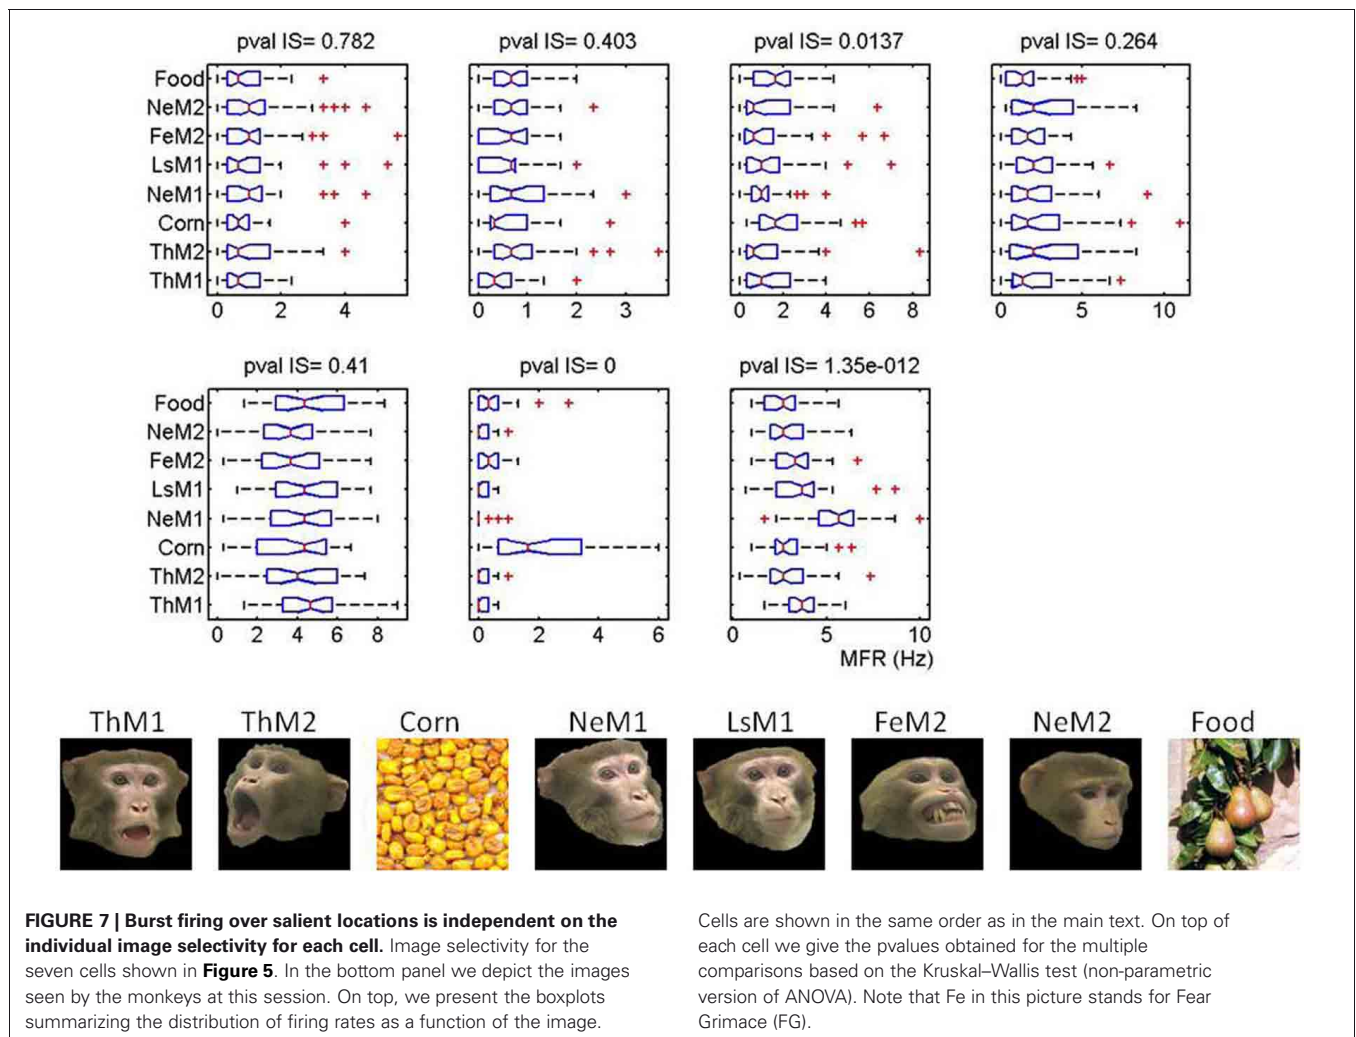 pval IS= 0.782
pval IS= 0.403
pval IS= 0.0137
pval IS= 0.264
Food
NeM2
FeM2
LsM1
NeM1
Corn
ThM2
ThM1
0 2 4
0 1 2 3
0 2 4 6 8
0 5 10
pval IS= 0.41
pval IS= 0
pval IS= 1.35e-012
Food
NeM2
FeM2
LsM1
NeM1
Corn
ThM2
ThM1
0 2 4 6 8
0 2 4 6
0 5 10
MFR (Hz)
ThM1 ThM2 Corn NeM1 LsM1 FeM2 NeM2 Food
FIGURE 7 | Burst firing over salient locations is independent on the
individual image selectivity for each cell. Image selectivity for the
seven cells shown in Figure 5. In the bottom panel we depict the images
seen by the monkeys at this session. On top, we present the boxplots
summarizing the distribution of firing rates as a function of the image.
Cells are shown in the same order as in the main text. On top of
each cell we give the pvalues obtained for the multiple
comparisons based on the Kruskal–Wallis test (non-parametric
version of ANOVA). Note that Fe in this picture stands for Fear
Grimace (FG).